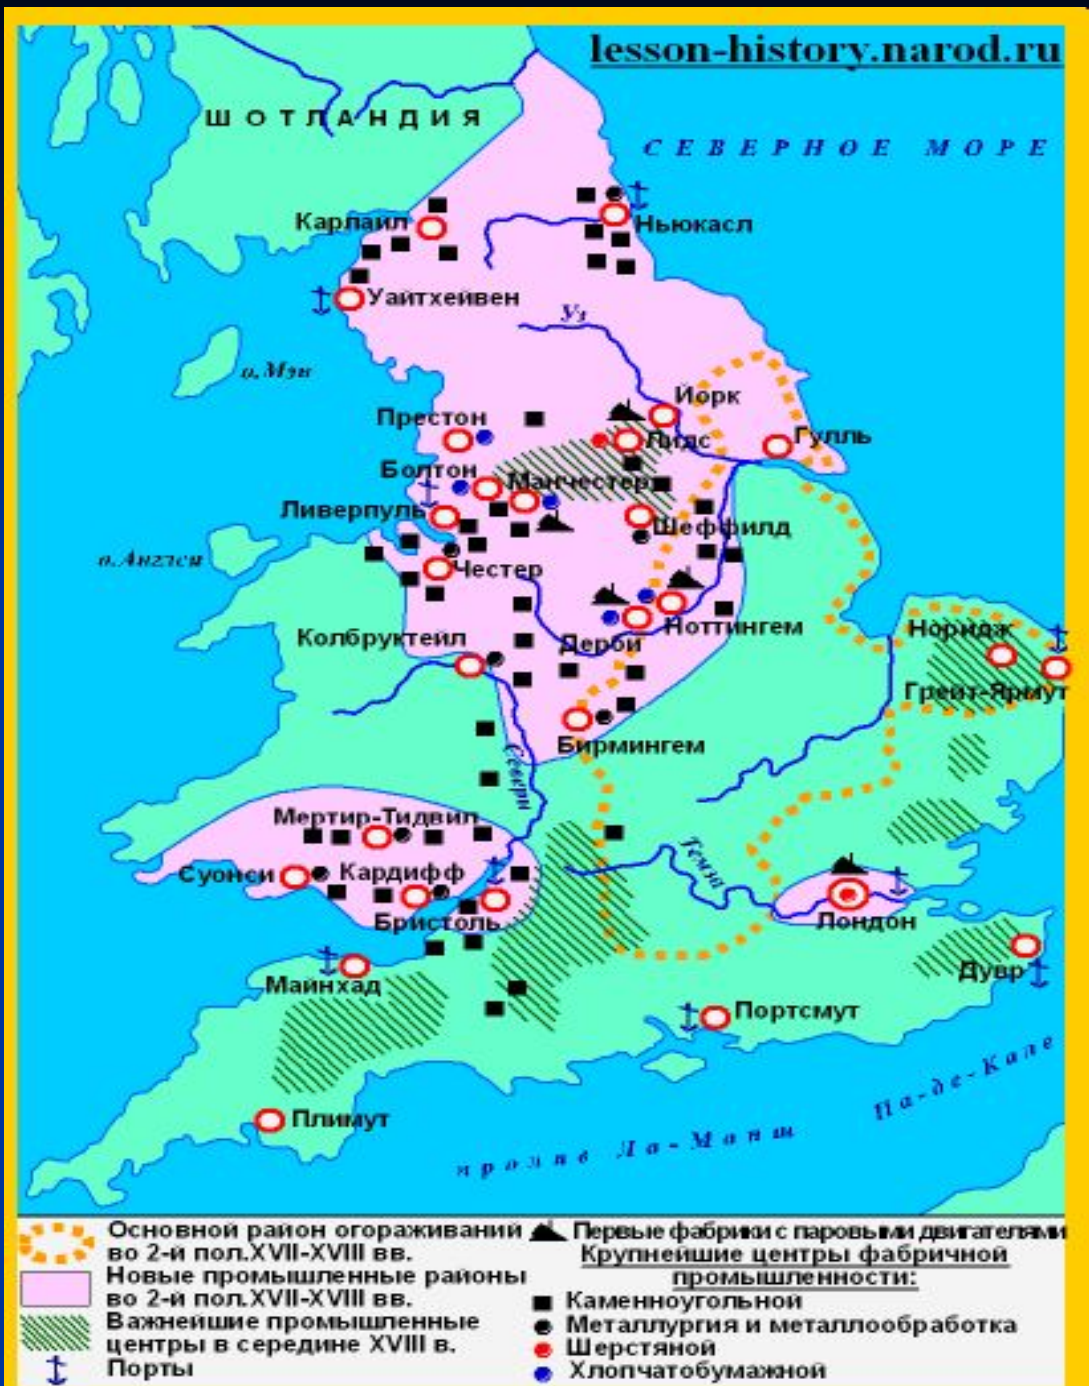 lesson-history.narod.ru
ШОТЛАНДИЯ
СЕВЕРНОЕ МОРЕ
Карлаил
Ньюкасл
Уайтхейвен
Уз
о.Мэн
Йорк
Престон
Лидс
Гулль
Болтон
Манчестер
Ливерпуль
Шеффилд
о.Англси
Честер
Колбруктейл
Дерби
Ноттингем
Норидж
Грейт-Ярмут
Бирмингем
Северн
Мертир-Тидвил
Темза
Суонси
Кардифф
Бристоль
Лондон
Майнхад
Дувр
Портсмут
Па-де-Кале
Плимут
пролив Ла-Манш
Основной район огораживаний
во 2-й пол.XVII-XVIII вв.
Новые промышленные районы
во 2-й пол.XVII-XVIII вв.
Важнейшие промышленные
центры в середине XVIII в.
Порты
Первые фабрики с паровыми двигателями
Крупнейшие центры фабричной
промышленности:
Каменноугольной
Металлургия и металлообработка
Шерстяной
Хлопчатобумажной